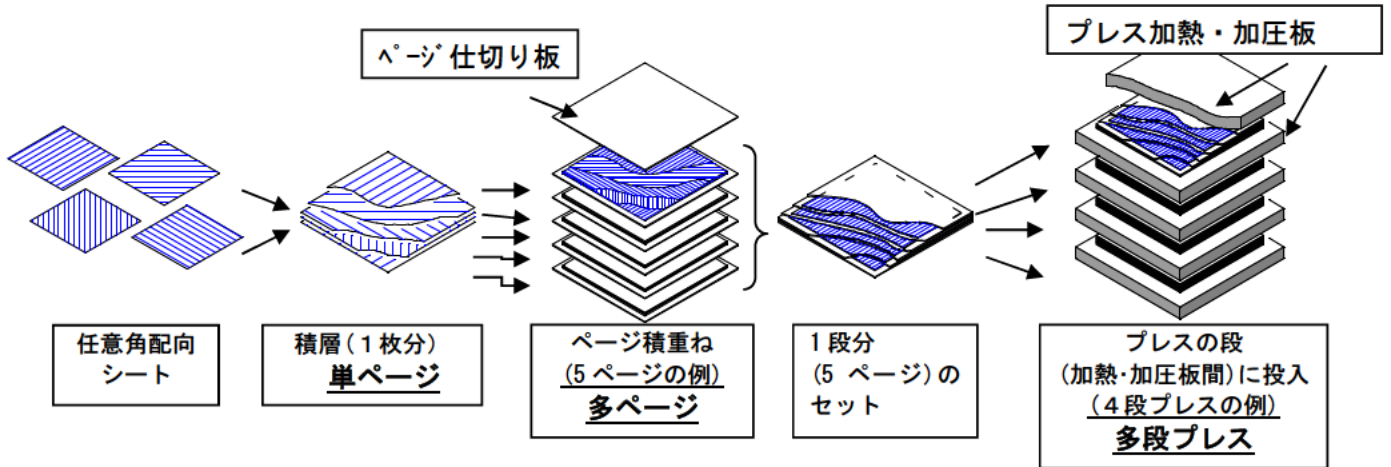 ﾍﾟｰｼﾞ仕切り板
プレス加熱・加圧板
任意角配向
シート
積層(１枚分)
単ページ
ページ積重ね
(5 ページの例)
多ページ
１段分
(5 ページ)の
セット
プレスの段
(加熱・加圧板間)に投入
(４段プレスの例)
多段プレス